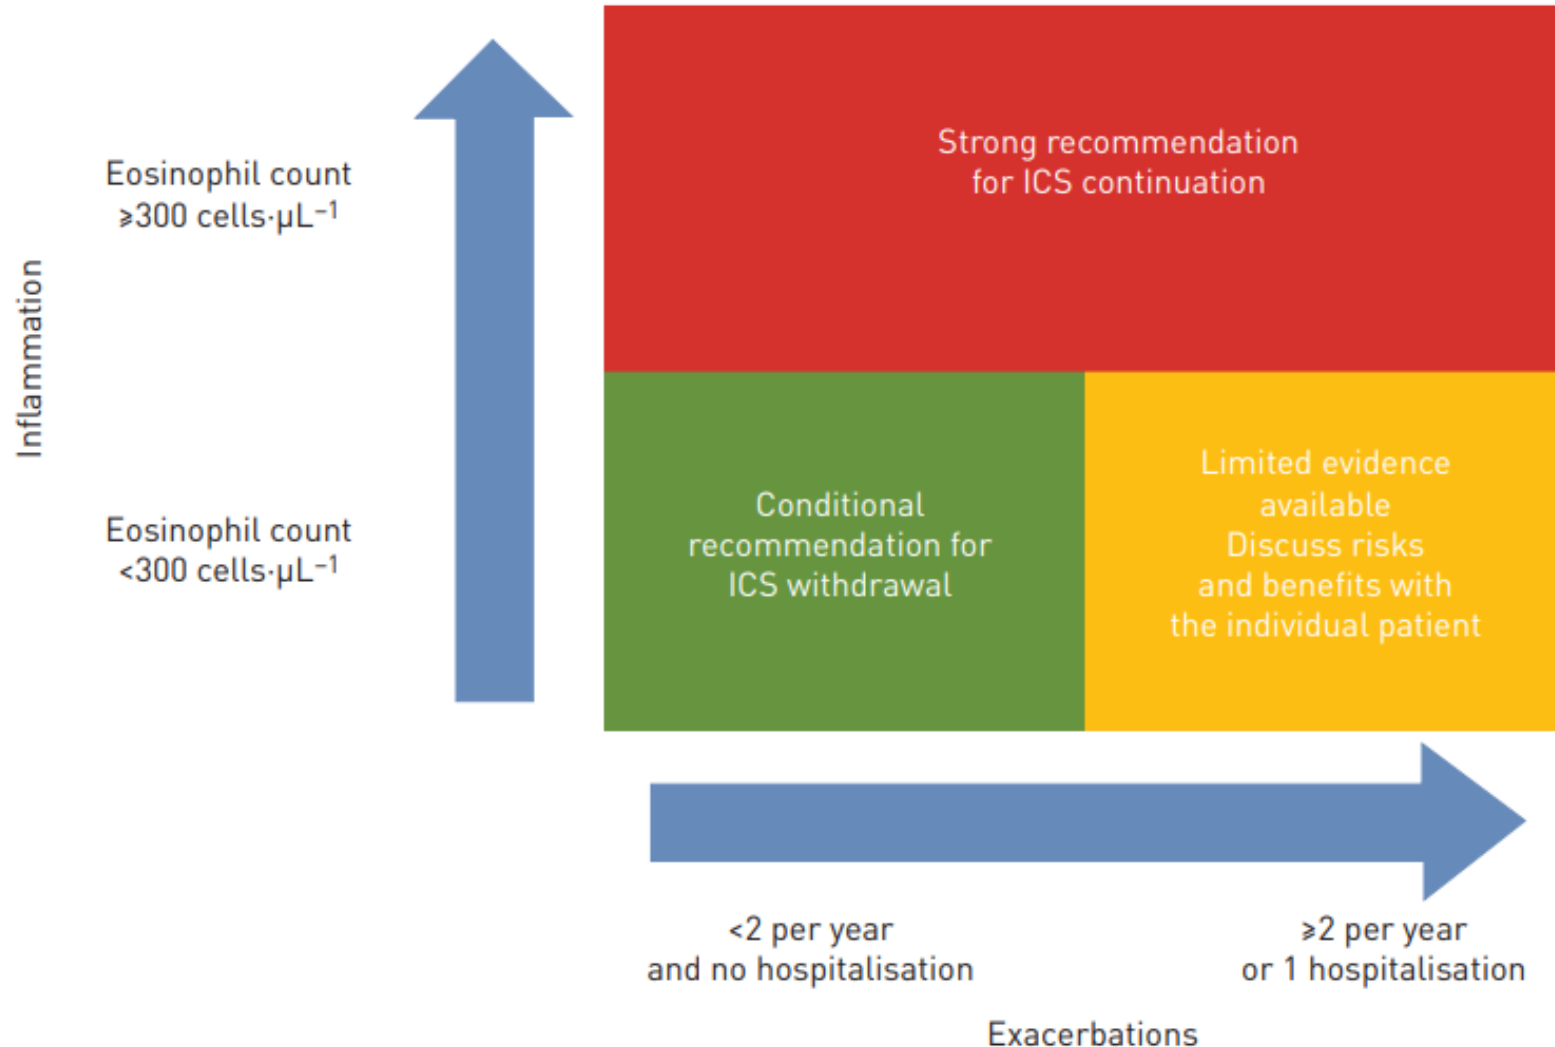 Strong recommendation
for ICS continuation
Eosinophil count
⩾300 cells·µL⁻¹
Inflammation
Eosinophil count
<300 cells·µL⁻¹
Conditional
recommendation for
ICS withdrawal
Limited evidence
available
Discuss risks
and benefits with
the individual patient
<2 per year
and no hospitalisation
⩾2 per year
or 1 hospitalisation
Exacerbations